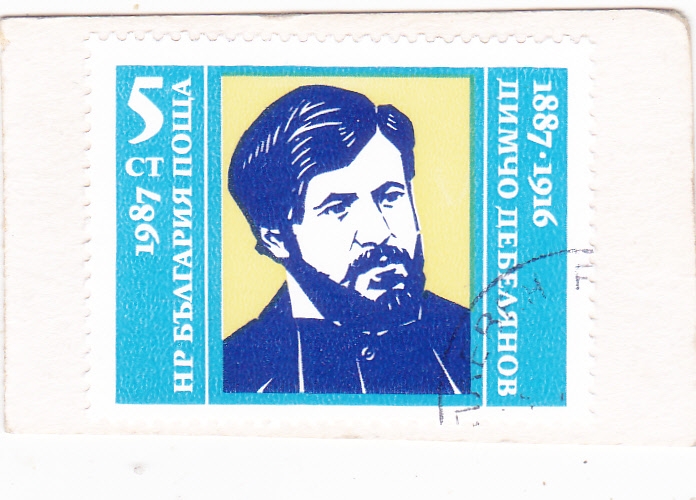 5
СТ
1987
НР БЪЛГАРИЯ ПОЩА
1887·1916
ДИМЧО ДЕБЕЛЯНОВ